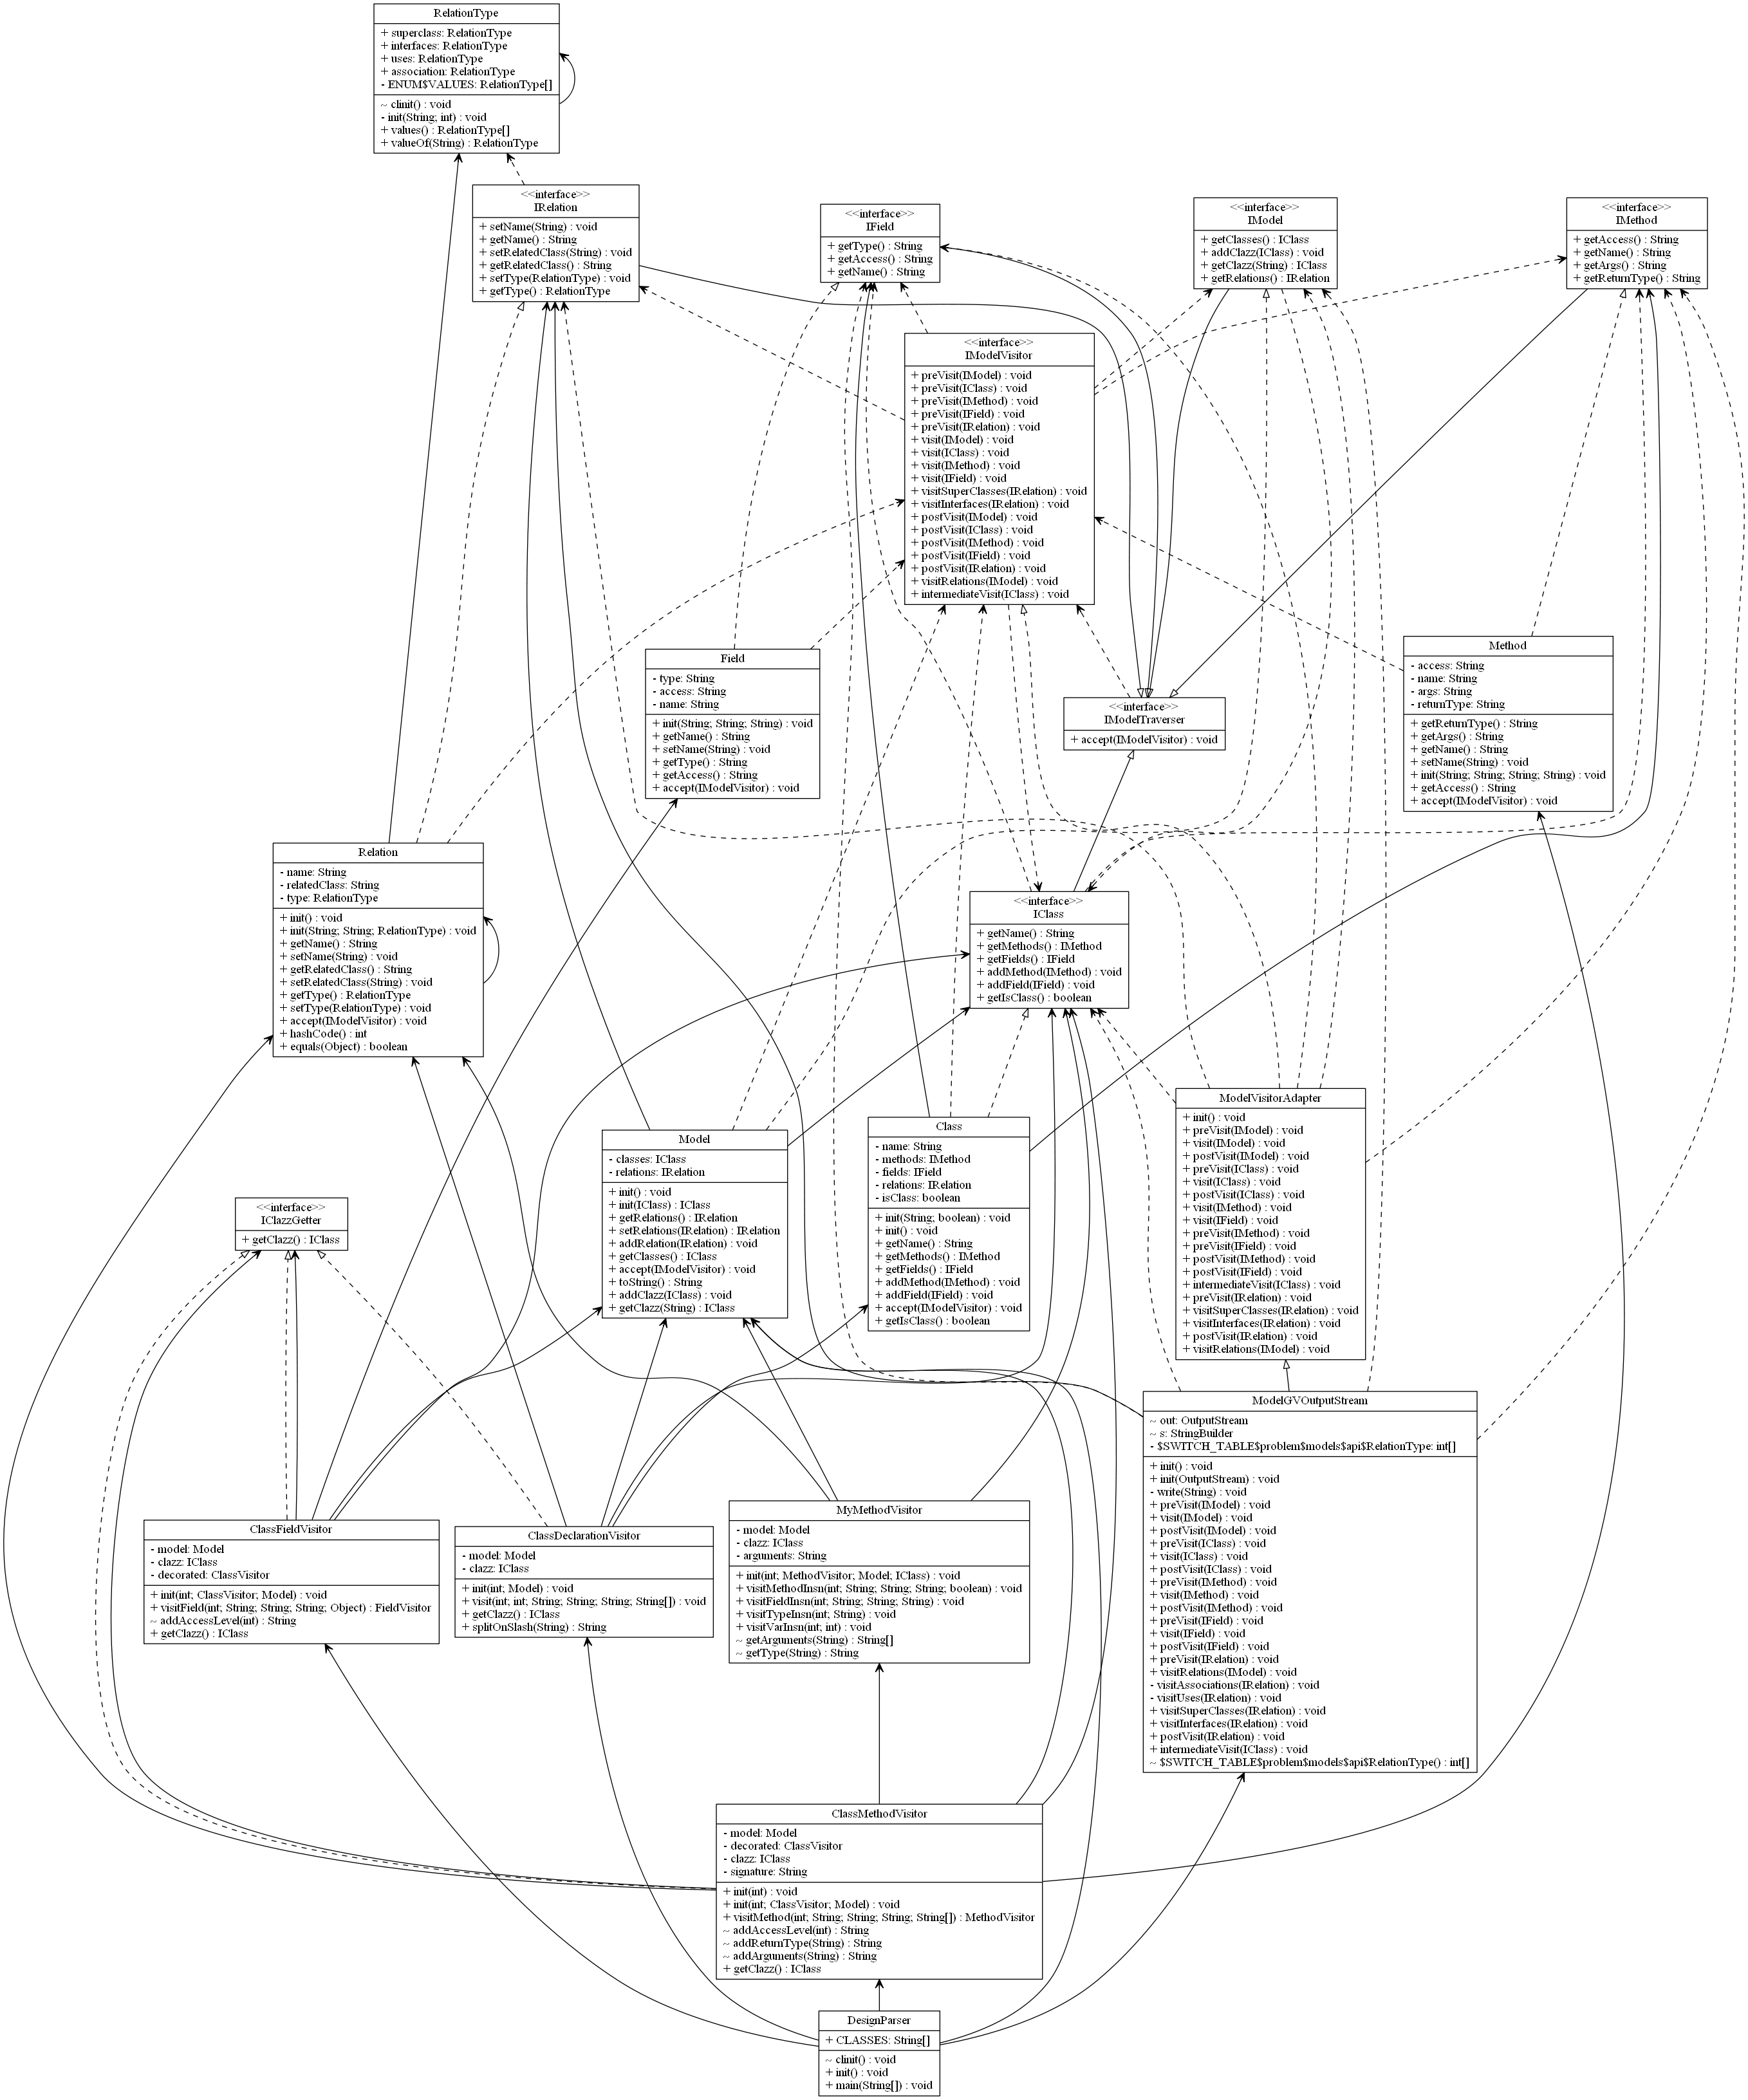 RelationType
+ superclass: RelationType
+ interfaces: RelationType
+ uses: RelationType
+ association: RelationType
- ENUM$VALUES: RelationType[]
~ clinit() : void
- init(String; int) : void
+ values() : RelationType[]
+ valueOf(String) : RelationType
<<interface>>
IRelation
+ setName(String) : void
+ getName() : String
+ setRelatedClass(String) : void
+ getRelatedClass() : String
+ setType(RelationType) : void
+ getType() : RelationType
<<interface>>
IField
+ getType() : String
+ getAccess() : String
+ getName() : String
<<interface>>
IModel
+ getClasses() : IClass
+ addClazz(IClass) : void
+ getClazz(String) : IClass
+ getRelations() : IRelation
<<interface>>
IMethod
+ getAccess() : String
+ getName() : String
+ getArgs() : String
+ getReturnType() : String
<<interface>>
IModelVisitor
+ preVisit(IModel) : void
+ preVisit(IClass) : void
+ preVisit(IMethod) : void
+ preVisit(IField) : void
+ preVisit(IRelation) : void
+ visit(IModel) : void
+ visit(IClass) : void
+ visit(IMethod) : void
+ visit(IField) : void
+ visitSuperClasses(IRelation) : void
+ visitInterfaces(IRelation) : void
+ postVisit(IModel) : void
+ postVisit(IClass) : void
+ postVisit(IMethod) : void
+ postVisit(IField) : void
+ postVisit(IRelation) : void
+ visitRelations(IModel) : void
+ intermediateVisit(IClass) : void
Field
- type: String
- access: String
- name: String
+ init(String; String; String) : void
+ getName() : String
+ setName(String) : void
+ getType() : String
+ getAccess() : String
+ accept(IModelVisitor) : void
<<interface>>
IModelTraverser
+ accept(IModelVisitor) : void
Method
- access: String
- name: String
- args: String
- returnType: String
+ getReturnType() : String
+ getArgs() : String
+ getName() : String
+ setName(String) : void
+ init(String; String; String; String) : void
+ getAccess() : String
+ accept(IModelVisitor) : void
Relation
- name: String
- relatedClass: String
- type: RelationType
+ init() : void
+ init(String; String; RelationType) : void
+ getName() : String
+ setName(String) : void
+ getRelatedClass() : String
+ setRelatedClass(String) : void
+ getType() : RelationType
+ setType(RelationType) : void
+ accept(IModelVisitor) : void
+ hashCode() : int
+ equals(Object) : boolean
<<interface>>
IClass
+ getName() : String
+ getMethods() : IMethod
+ getFields() : IField
+ addMethod(IMethod) : void
+ addField(IField) : void
+ getIsClass() : boolean
ModelVisitorAdapter
+ init() : void
+ preVisit(IModel) : void
+ visit(IModel) : void
+ postVisit(IModel) : void
+ preVisit(IClass) : void
+ visit(IClass) : void
+ postVisit(IClass) : void
+ visit(IMethod) : void
+ visit(IField) : void
+ preVisit(IMethod) : void
+ preVisit(IField) : void
+ postVisit(IMethod) : void
+ postVisit(IField) : void
+ intermediateVisit(IClass) : void
+ preVisit(IRelation) : void
+ visitSuperClasses(IRelation) : void
+ visitInterfaces(IRelation) : void
+ postVisit(IRelation) : void
+ visitRelations(IModel) : void
Class
- name: String
- methods: IMethod
- fields: IField
- relations: IRelation
- isClass: boolean
+ init(String; boolean) : void
+ init() : void
+ getName() : String
+ getMethods() : IMethod
+ getFields() : IField
+ addMethod(IMethod) : void
+ addField(IField) : void
+ accept(IModelVisitor) : void
+ getIsClass() : boolean
Model
- classes: IClass
- relations: IRelation
+ init() : void
+ init(IClass) : IClass
+ getRelations() : IRelation
+ setRelations(IRelation) : IRelation
+ addRelation(IRelation) : void
+ getClasses() : IClass
+ accept(IModelVisitor) : void
+ toString() : String
+ addClazz(IClass) : void
+ getClazz(String) : IClass
<<interface>>
IClazzGetter
+ getClazz() : IClass
ModelGVOutputStream
~ out: OutputStream
~ s: StringBuilder
- $SWITCH_TABLE$problem$models$api$RelationType: int[]
+ init() : void
+ init(OutputStream) : void
- write(String) : void
+ preVisit(IModel) : void
+ visit(IModel) : void
+ postVisit(IModel) : void
+ preVisit(IClass) : void
+ visit(IClass) : void
+ postVisit(IClass) : void
+ preVisit(IMethod) : void
+ visit(IMethod) : void
+ postVisit(IMethod) : void
+ preVisit(IField) : void
+ visit(IField) : void
+ postVisit(IField) : void
+ preVisit(IRelation) : void
+ visitRelations(IModel) : void
- visitAssociations(IRelation) : void
- visitUses(IRelation) : void
+ visitSuperClasses(IRelation) : void
+ visitInterfaces(IRelation) : void
+ postVisit(IRelation) : void
+ intermediateVisit(IClass) : void
~ $SWITCH_TABLE$problem$models$api$RelationType() : int[]
ClassFieldVisitor
- model: Model
- clazz: IClass
- decorated: ClassVisitor
+ init(int; ClassVisitor; Model) : void
+ visitField(int; String; String; String; Object) : FieldVisitor
~ addAccessLevel(int) : String
+ getClazz() : IClass
ClassDeclarationVisitor
- model: Model
- clazz: IClass
+ init(int; Model) : void
+ visit(int; int; String; String; String; String[]) : void
+ getClazz() : IClass
+ splitOnSlash(String) : String
MyMethodVisitor
- model: Model
- clazz: IClass
- arguments: String
+ init(int; MethodVisitor; Model; IClass) : void
+ visitMethodInsn(int; String; String; String; boolean) : void
+ visitFieldInsn(int; String; String; String) : void
+ visitTypeInsn(int; String) : void
+ visitVarInsn(int; int) : void
~ getArguments(String) : String[]
~ getType(String) : String
ClassMethodVisitor
- model: Model
- decorated: ClassVisitor
- clazz: IClass
- signature: String
+ init(int) : void
+ init(int; ClassVisitor; Model) : void
+ visitMethod(int; String; String; String; String[]) : MethodVisitor
~ addAccessLevel(int) : String
~ addReturnType(String) : String
~ addArguments(String) : String
+ getClazz() : IClass
DesignParser
+ CLASSES: String[]
~ clinit() : void
+ init() : void
+ main(String[]) : void